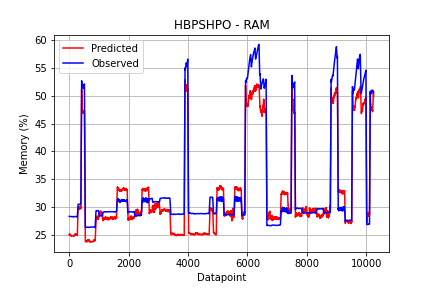 HBPSHPO - RAM
Predicted
Observed
Memory (%)
60
55
50
45
40
35
30
25
0
2000
4000
6000
8000
10000
Datapoint